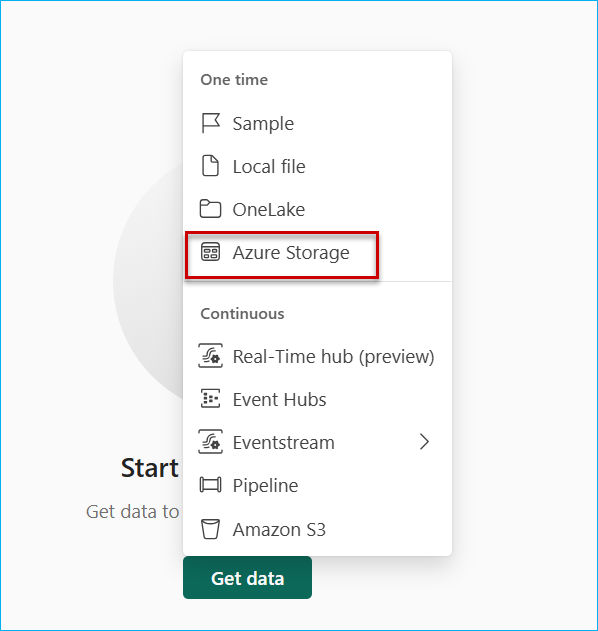 One time
Sample
Local file
OneLake
Azure Storage
Continuous
Real-Time hub (preview)
Event Hubs
Eventstream
Pipeline
Amazon S3
Start
Get data to
Get data